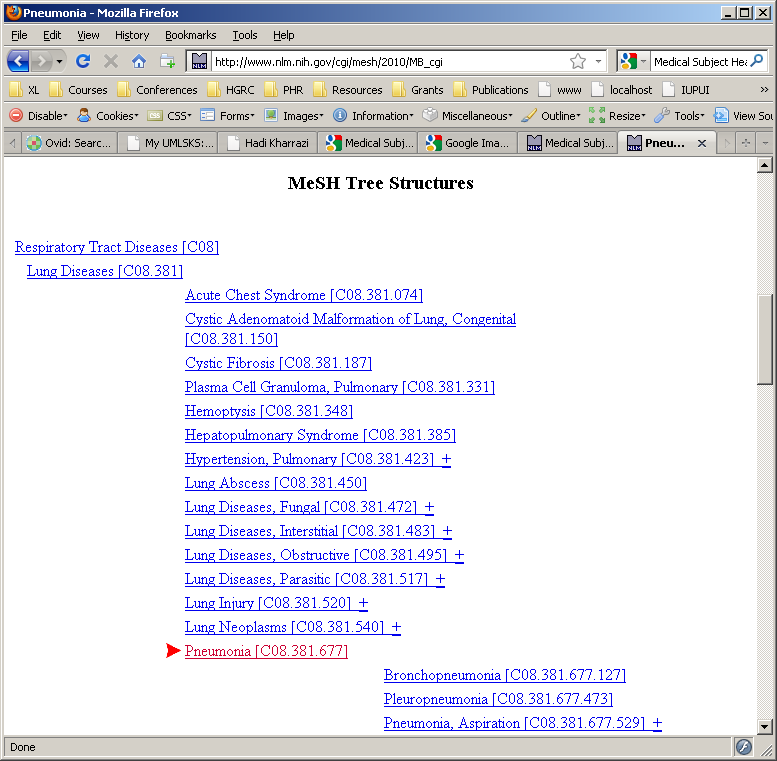 Pneumonia - Mozilla Firefox
File Edit View History Bookmarks Tools Help
NLM http://www.nlm.nih.gov/cgi/mesh/2010/MB_cgi Medical Subject Hea
XL Courses Conferences HGRC PHR Resources Grants Publications www localhost IUPUI »
Disable Cookies CSS Forms Images Information Miscellaneous Outline Resize Tools View Sou
Ovid: Searc... My UMLSKS:... Hadi Kharrazi Medical Subj... Google Ima... NLM Medical Subj... NLM Pneu...
MeSH Tree Structures
Respiratory Tract Diseases [C08]
Lung Diseases [C08.381]
Acute Chest Syndrome [C08.381.074]
Cystic Adenomatoid Malformation of Lung, Congenital
[C08.381.150]
Cystic Fibrosis [C08.381.187]
Plasma Cell Granuloma, Pulmonary [C08.381.331]
Hemoptysis [C08.381.348]
Hepatopulmonary Syndrome [C08.381.385]
Hypertension, Pulmonary [C08.381.423] +
Lung Abscess [C08.381.450]
Lung Diseases, Fungal [C08.381.472] +
Lung Diseases, Interstitial [C08.381.483] +
Lung Diseases, Obstructive [C08.381.495] +
Lung Diseases, Parasitic [C08.381.517] +
Lung Injury [C08.381.520] +
Lung Neoplasms [C08.381.540] +
Pneumonia [C08.381.677]
Bronchopneumonia [C08.381.677.127]
Pleuropneumonia [C08.381.677.473]
Pneumonia, Aspiration [C08.381.677.529] +
Done